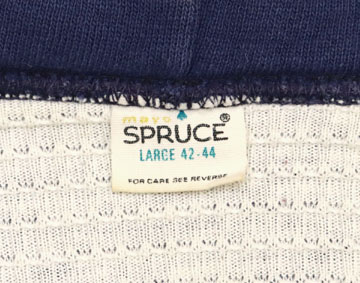 mayo
SPRUCE®
LARGE 42-44
FOR CARE SEE REVERSE